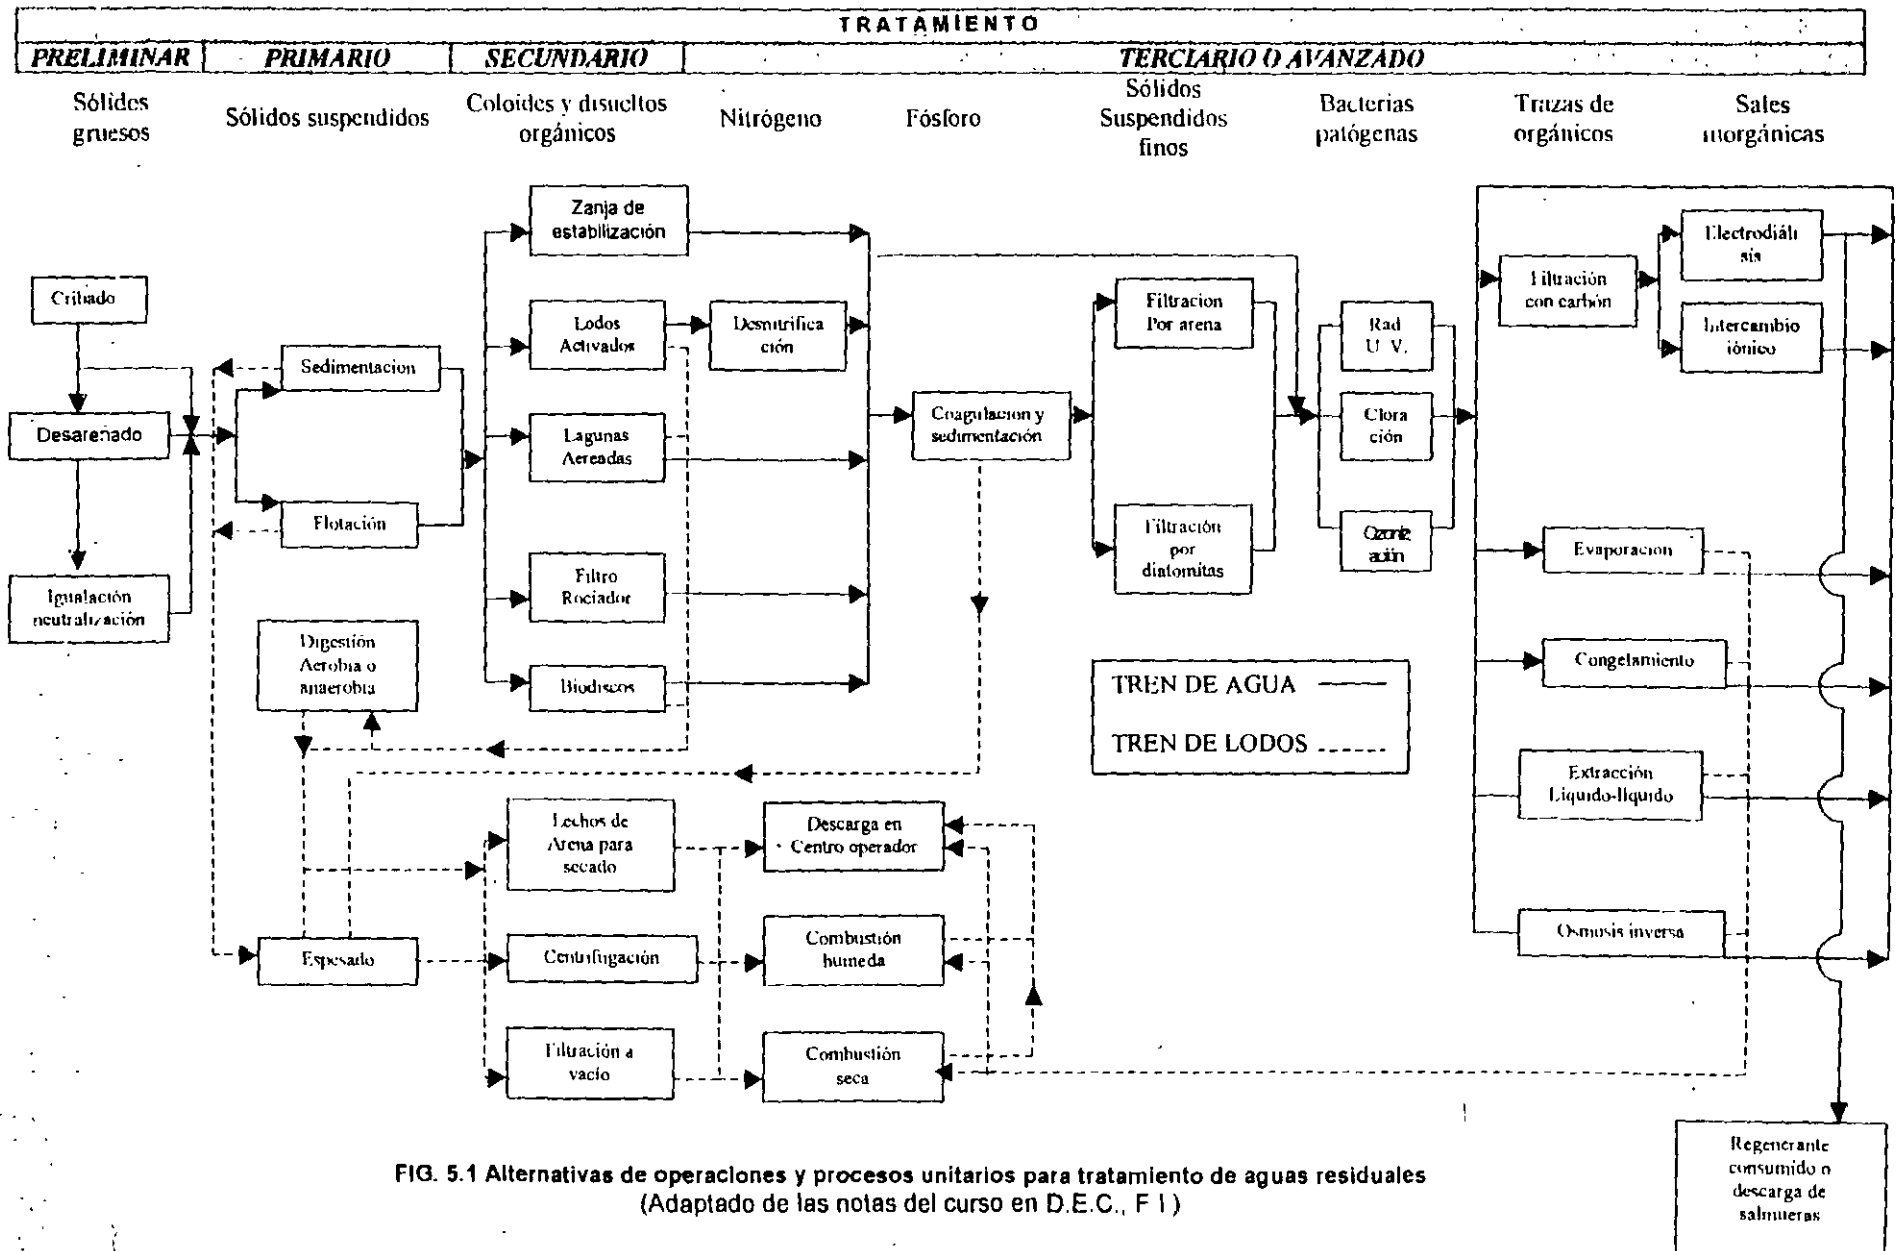 TRATAMIENTO
PRELIMINAR
PRIMARIO
SECUNDARIO
TERCIARIO O AVANZADO
Sólidos
gruesos
Sólidos suspendidos
Coloides y disueltos
orgánicos
Nitrógeno
Fósforo
Sólidos
Suspendidos
finos
Bacterias
patógenas
Trazas de
orgánicos
Sales
inorgánicas
Cribado
Desarenado
Igualación
neutralización
Sedimentacion
Flotación
Digestión
Aerobia o
anaerobia
Espesado
Zanja de
estabilización
Lodos
Activados
Lagunas
Aereadas
Filtro
Rociador
Biodiscos
Desnitrifica
ción
Coagulacion y
sedimentación
Filtracion
Por arena
Filtración
por
diatomitas
Rad
U. V.
Clora
ción
Ozoniz
ación
Filtración
con carbón
Electrodiáli
sis
Intercambio
iónico
Evaporacion
Congelamiento
Extracción
Líquido-líquido
Osmosis inversa
TREN DE AGUA
TREN DE LODOS
Lechos de
Arena para
secado
Centrifugación
Filtración a
vacío
Descarga en
Centro operador
Combustión
humeda
Combustión
seca
Regenerante
consumido o
descarga de
salmueras
FIG. 5.1 Alternativas de operaciones y procesos unitarios para tratamiento de aguas residuales
(Adaptado de las notas del curso en D.E.C., F I )